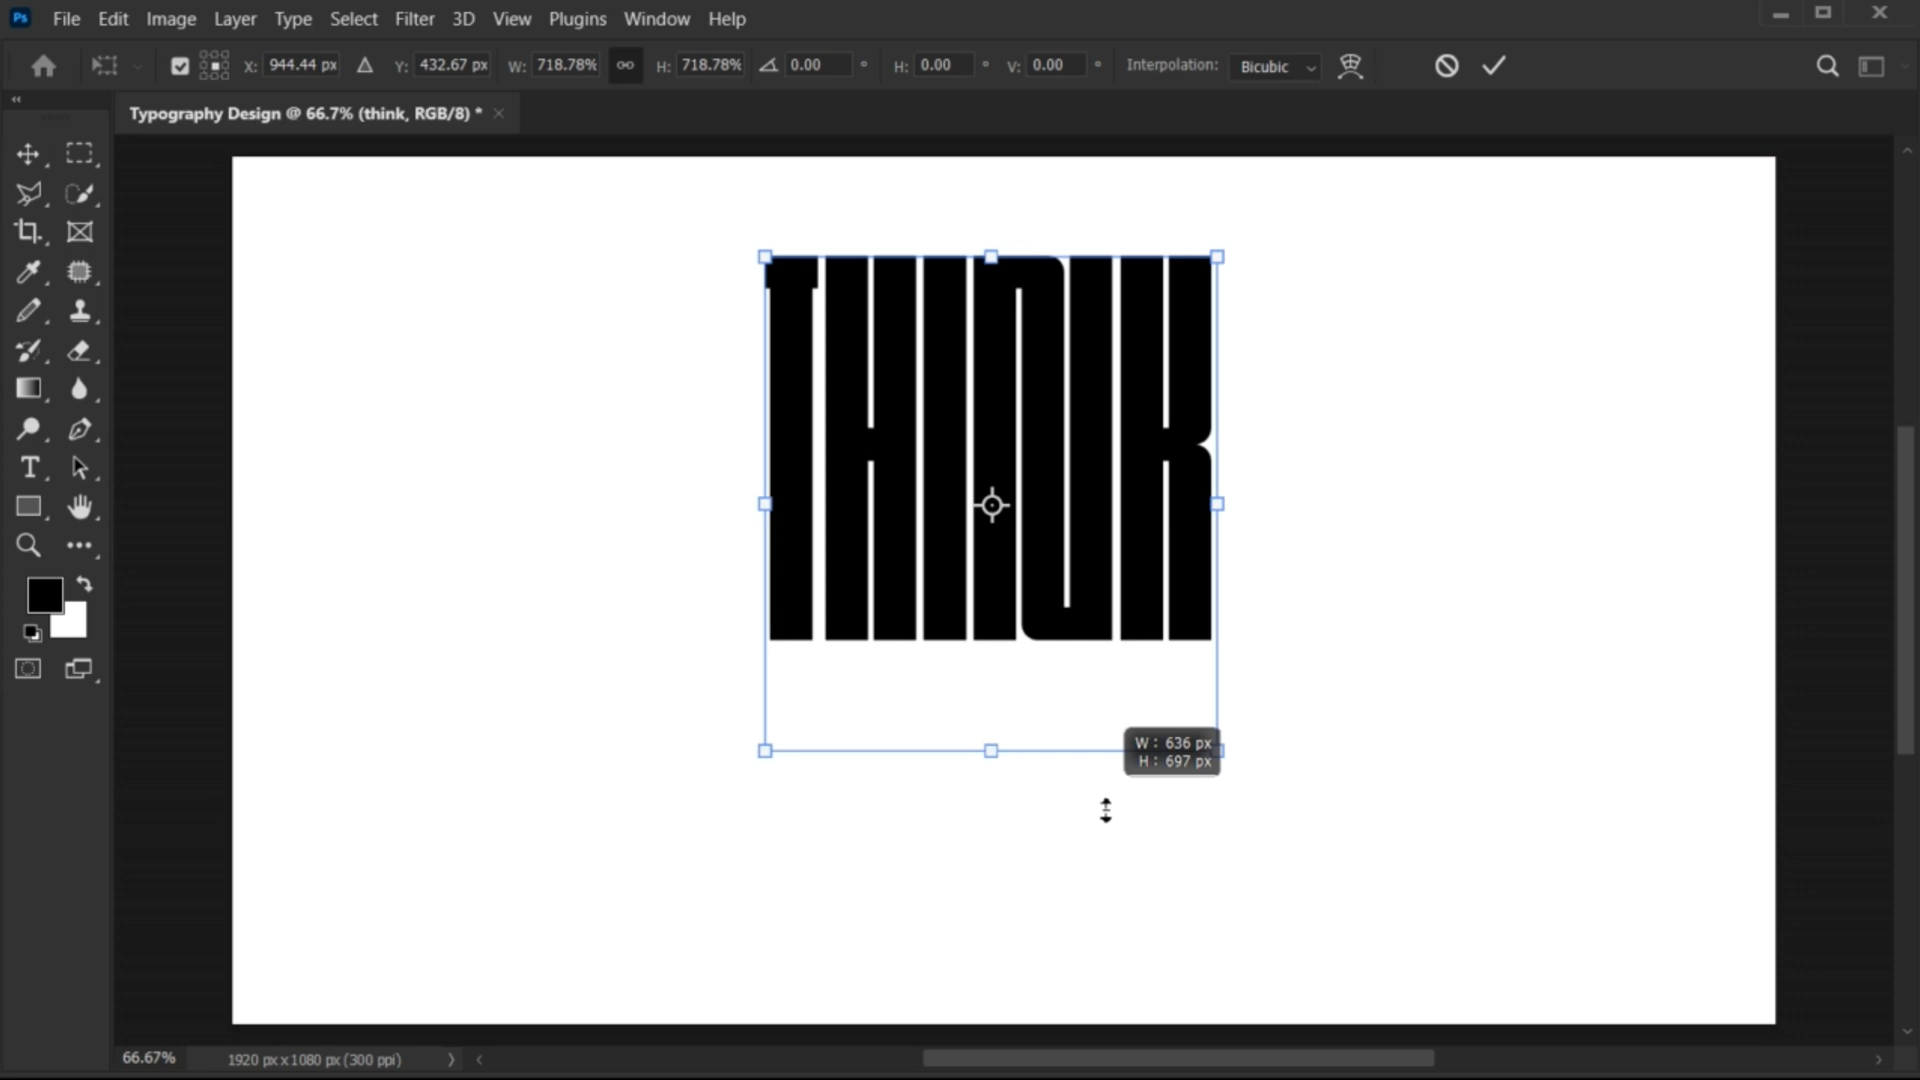 Ps File Edit Image Layer Type Select Filter 3D View Plugins Window Help
X: 944.44 px Y: 432.67 px W: 718.78% H: 718.78% 0.00 ° H: 0.00 ° V: 0.00 ° Interpolation: Bicubic
Typography Design @ 66.7% (think, RGB/8) *
THINK
W: 636 px
H: 697 px
T
66.67% 1920 px x 1080 px (300 ppi)